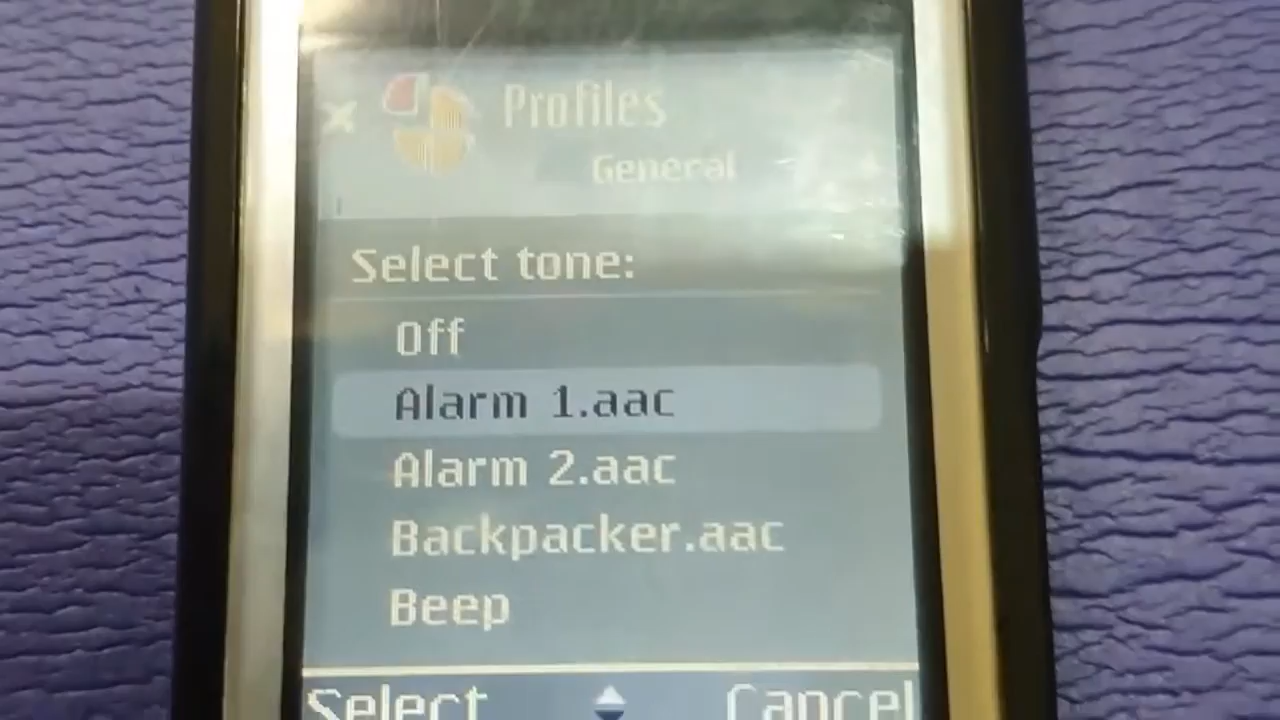 Profiles
General
Select tone:
Off
Alarm 1.aac
Alarm 2.aac
Backpacker.aac
Beep
Select Cancel